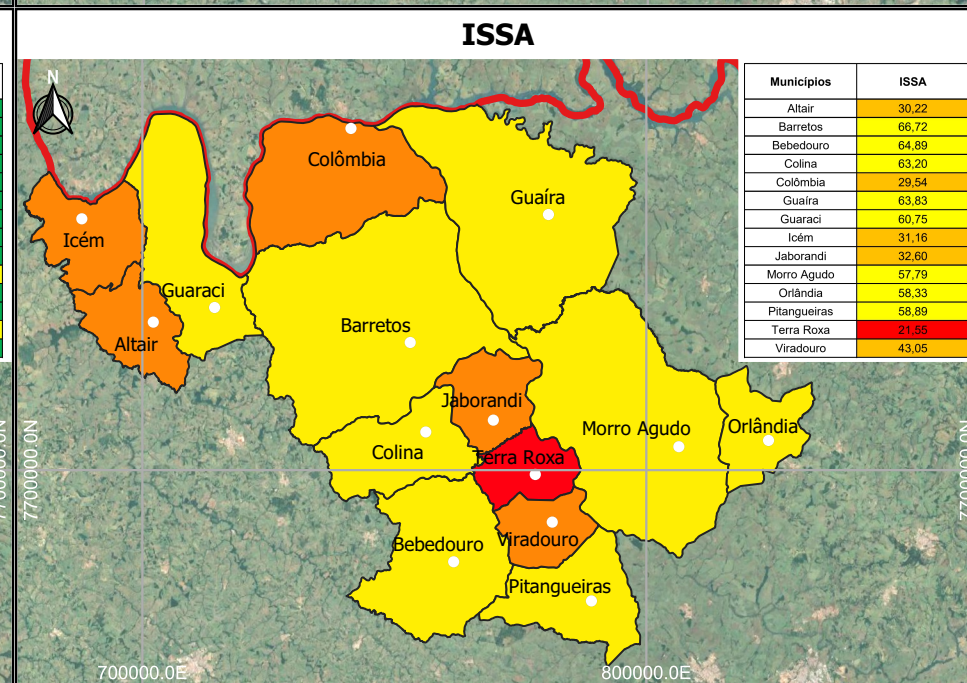 ISSA
N
Colômbia
Guaíra
Icém
Guaraci
Altair
Barretos
Jaborandi
Morro Agudo
Orlândia
Colina
Terra Roxa
Bebedouro
Viradouro
Pitangueiras
7700000.0N
7700000.0N
7700000.0N
700000.0E
800000.0E
Municípios ISSA
Altair 30,22
Barretos 66,72
Bebedouro 64,89
Colina 63,20
Colômbia 29,54
Guaíra 63,83
Guaraci 60,75
Icém 31,16
Jaborandi 32,60
Morro Agudo 57,79
Orlândia 58,33
Pitangueiras 58,89
Terra Roxa 21,55
Viradouro 43,05